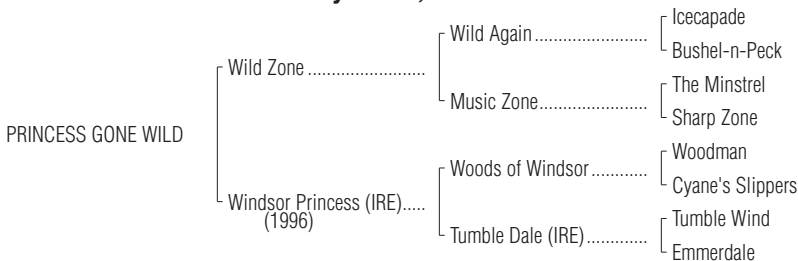 Icecapade
Wild Again........................
Bushel-n-Peck
Wild Zone .........................
The Minstrel
Music Zone.......................
Sharp Zone
PRINCESS GONE WILD
Woodman
Woods of Windsor............
Cyane's Slippers
Windsor Princess (IRE).....
(1996)
Tumble Wind
Tumble Dale (IRE).............
Emmerdale